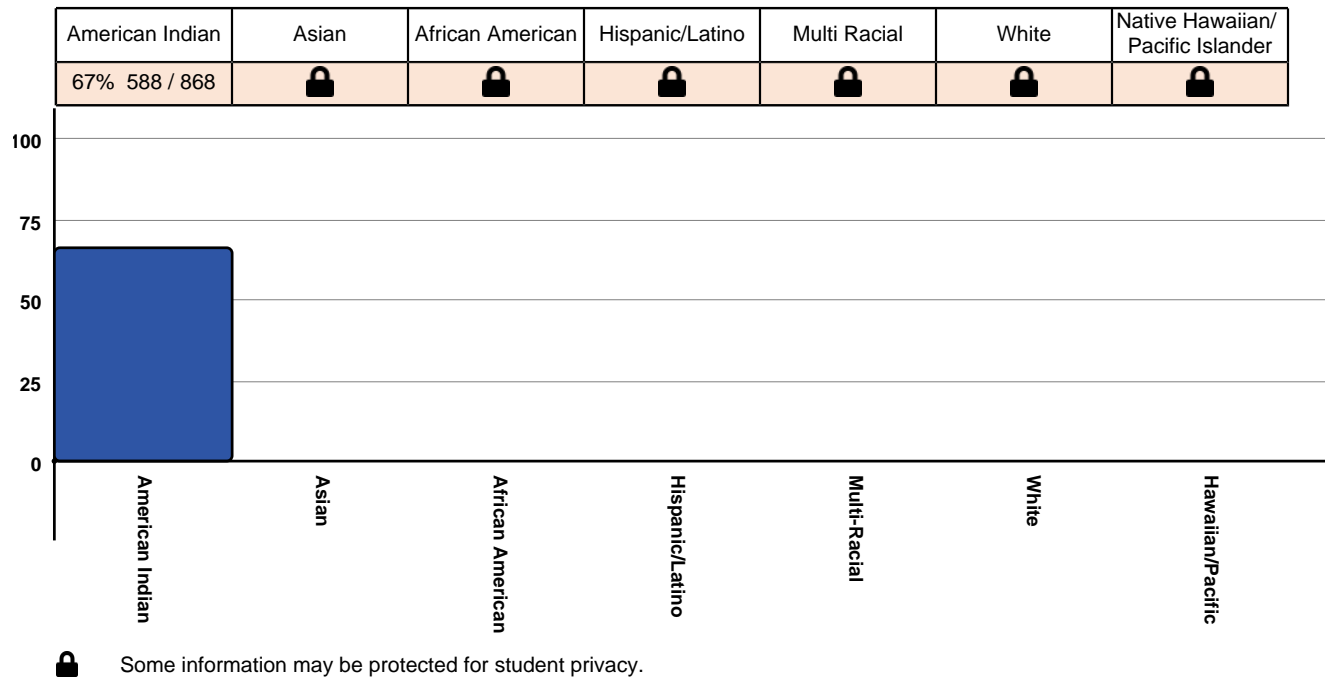 American Indian Asian African American Hispanic/Latino Multi Racial White Native Hawaiian/
Pacific Islander
67% 588 / 868
100
75
50
25
0
American Indian
Asian
African American
Hispanic/Latino
Multi-Racial
White
Hawaiian/Pacific
Some information may be protected for student privacy.